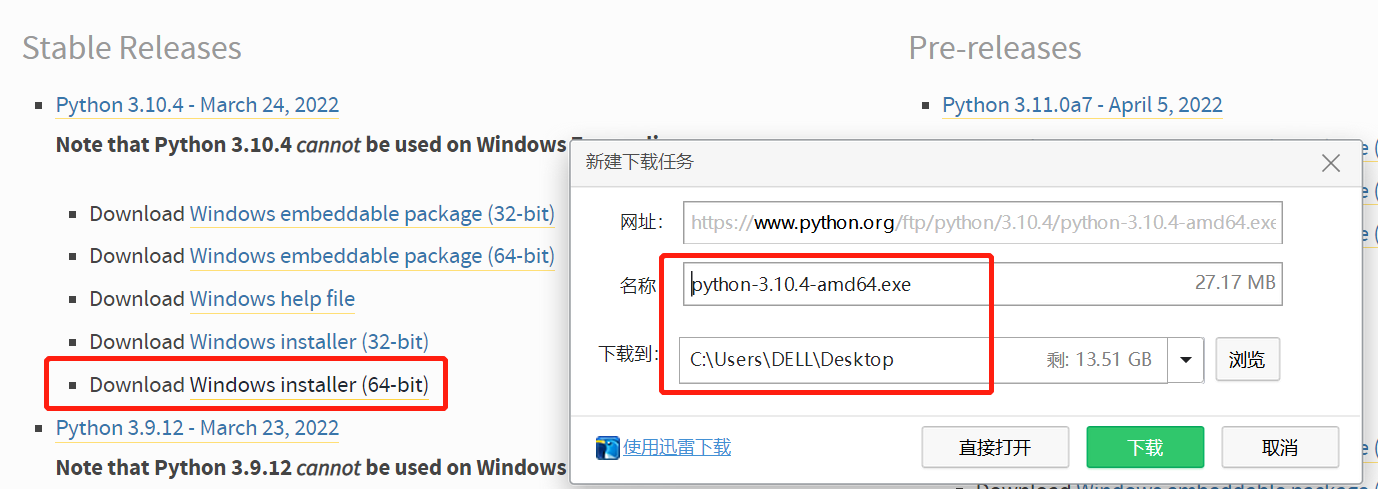 Stable Releases
Python 3.10.4 - March 24, 2022
Note that Python 3.10.4 cannot be used on Windows
Download Windows embeddable package (32-bit)
Download Windows embeddable package (64-bit)
Download Windows help file
Download Windows installer (32-bit)
Download Windows installer (64-bit)
Python 3.9.12 - March 23, 2022
Note that Python 3.9.12 cannot be used on Windows
Pre-releases
Python 3.11.0a7 - April 5, 2022
新建下载任务
网址：
https://www.python.org/ftp/python/3.10.4/python-3.10.4-amd64.exe
名称
python-3.10.4-amd64.exe
27.17 MB
下载到：
C:\Users\DELL\Desktop
剩: 13.51 GB
浏览
使用迅雷下载
直接打开
下载
取消
Download Windows embeddable package (